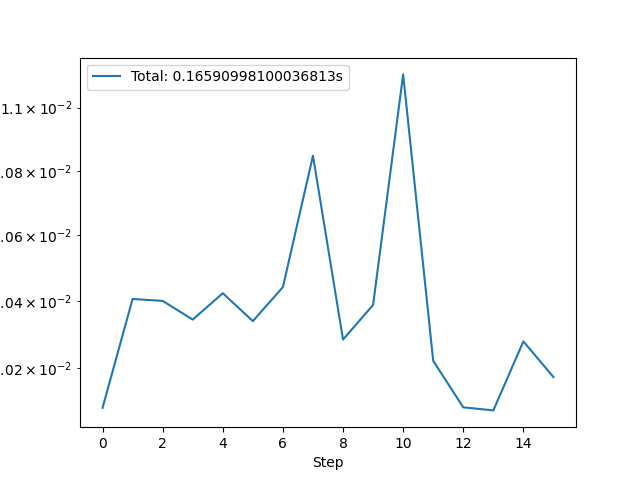 Total: 0.16590998100036813s
1.1 × 10⁻²
.08 × 10⁻²
.06 × 10⁻²
.04 × 10⁻²
.02 × 10⁻²
0 2 4 6 8 10 12 14
Step